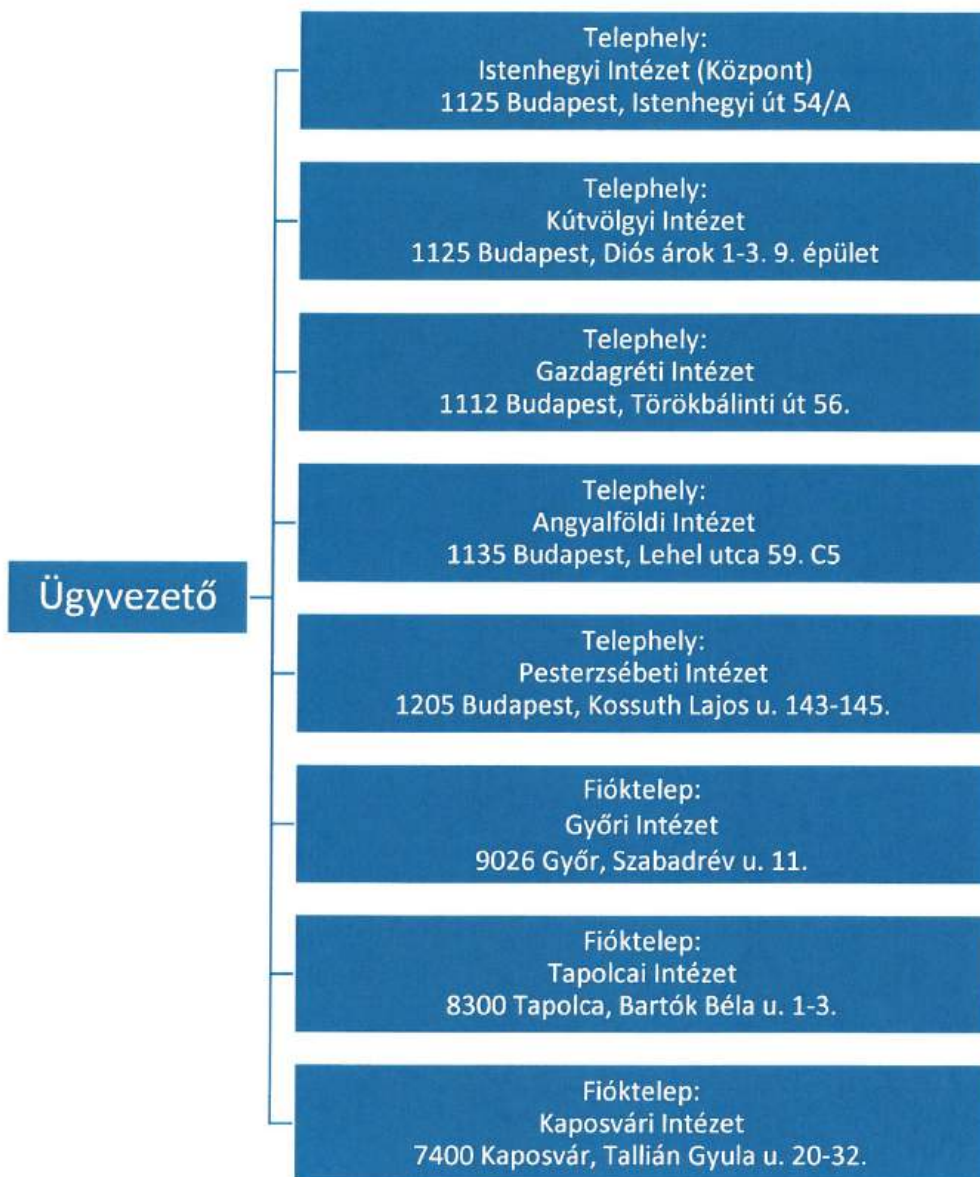 Ügyvezető
Telephely:
Istenhegyi Intézet (Központ)
1125 Budapest, Istenhegyi út 54/A
Telephely:
Kútvölgyi Intézet
1125 Budapest, Diós árok 1-3. 9. épület
Telephely:
Gazdagréti Intézet
1112 Budapest, Törökbálinti út 56.
Telephely:
Angyalföldi Intézet
1135 Budapest, Lehel utca 59. C5
Telephely:
Pesterzsébeti Intézet
1205 Budapest, Kossuth Lajos u. 143-145.
Fióktelep:
Győri Intézet
9026 Győr, Szabadrév u. 11.
Fióktelep:
Tapolcai Intézet
8300 Tapolca, Bartók Béla u. 1-3.
Fióktelep:
Kaposvári Intézet
7400 Kaposvár, Tallián Gyula u. 20-32.